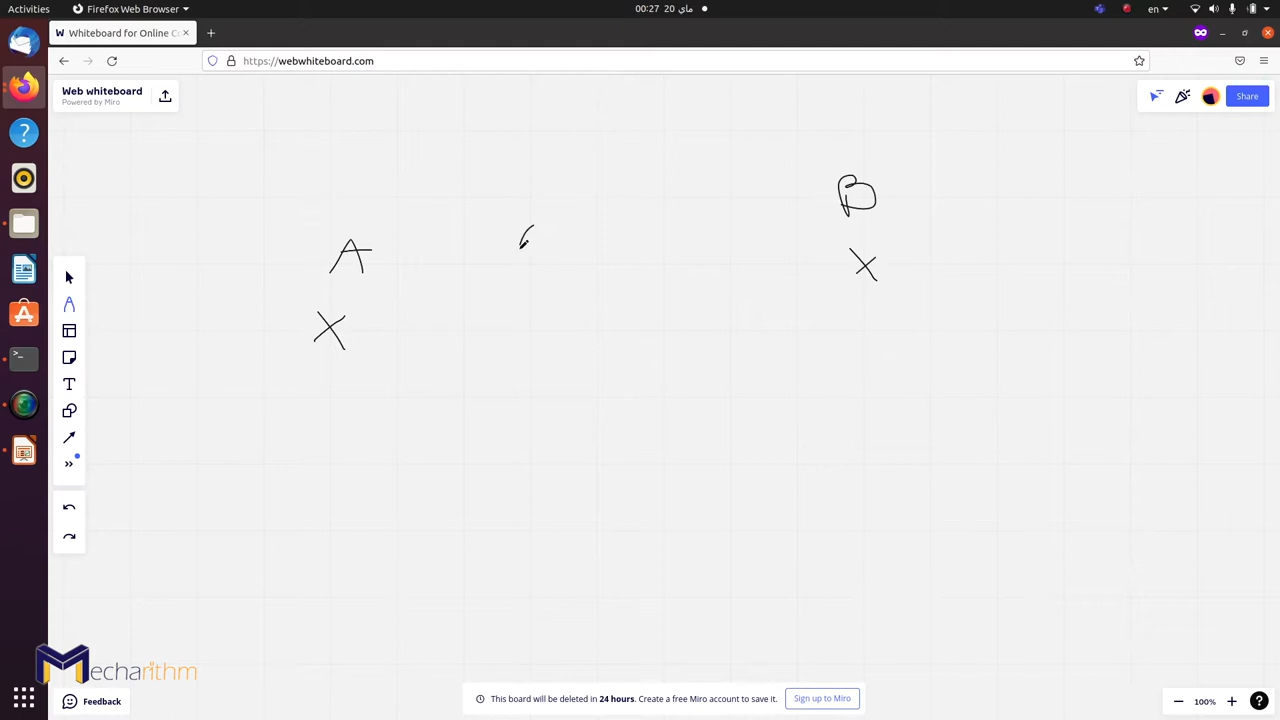 Activities
Firefox Web Browser
00:27 20 ماي
en
Whiteboard for Online Co
https://webwhiteboard.com
Web whiteboard
Powered by Miro
Share
B
A
X
X
Mecharithm
Feedback
This board will be deleted in 24 hours. Create a free Miro account to save it.
Sign up to Miro
100%